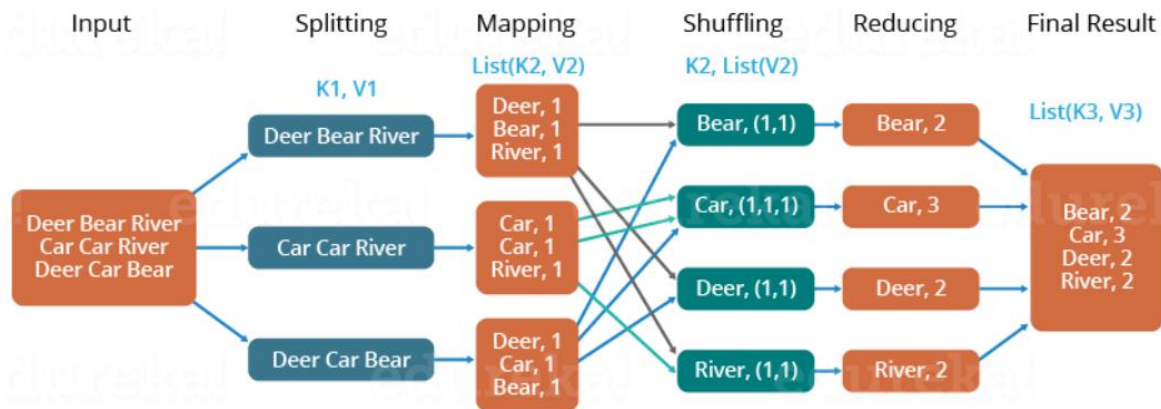 Input
Splitting
Mapping
Shuffling
Reducing
Final Result
K1, V1
List(K2, V2)
K2, List(V2)
List(K3, V3)
Deer Bear River
Car Car River
Deer Car Bear
Deer Bear River
Car Car River
Deer Car Bear
Deer, 1
Bear, 1
River, 1
Car, 1
Car, 1
River, 1
Deer, 1
Car, 1
Bear, 1
Bear, (1,1)
Car, (1,1,1)
Deer, (1,1)
River, (1,1)
Bear, 2
Car, 3
Deer, 2
River, 2
Bear, 2
Car, 3
Deer, 2
River, 2
edureka!
edureka!
edureka!
edureka!